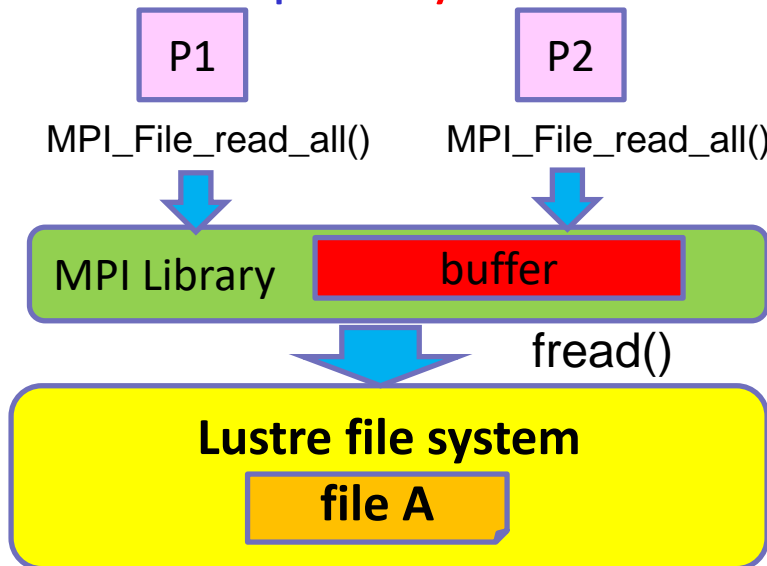 P1 P2
MPI_File_read_all() MPI_File_read_all()
MPI Library buffer
fread()
Lustre file system
file A